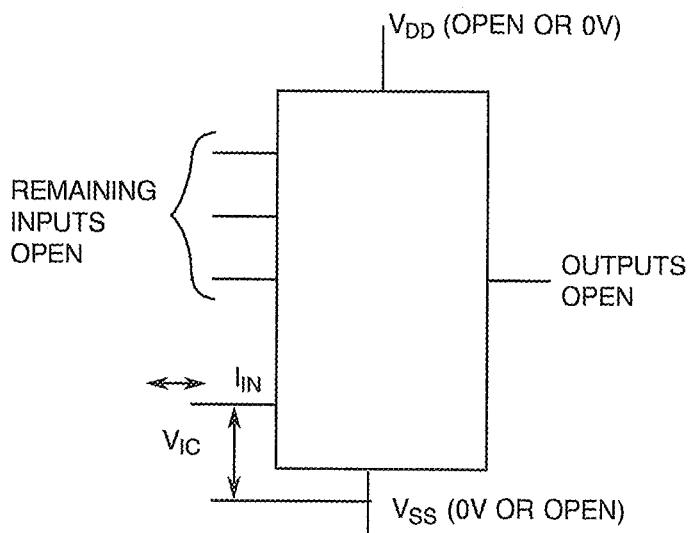 VDD (OPEN OR 0V)
REMAINING
INPUTS
OPEN
OUTPUTS
OPEN
IIN
VIC
VSS (0V OR OPEN)